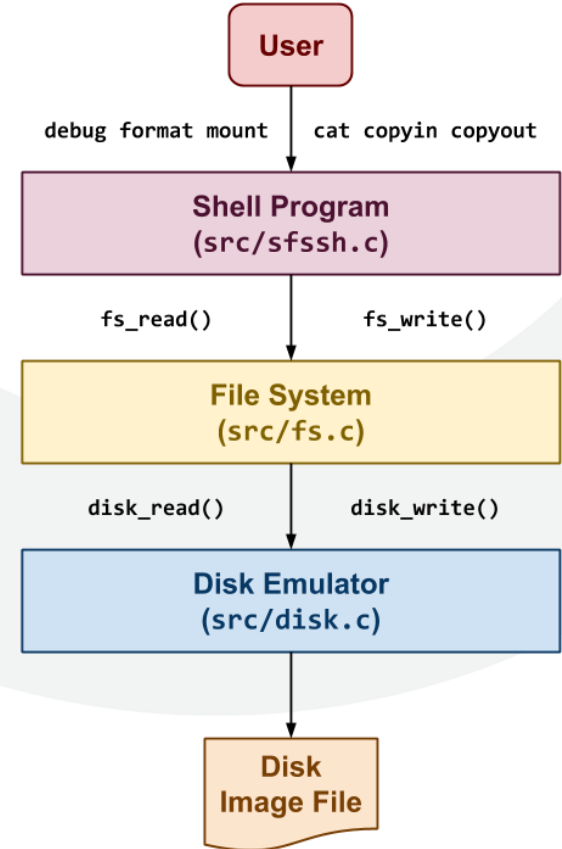 User
debug format mount cat copyin copyout
Shell Program
(src/sfssh.c)
fs_read() fs_write()
File System
(src/fs.c)
disk_read() disk_write()
Disk Emulator
(src/disk.c)
Disk
Image File